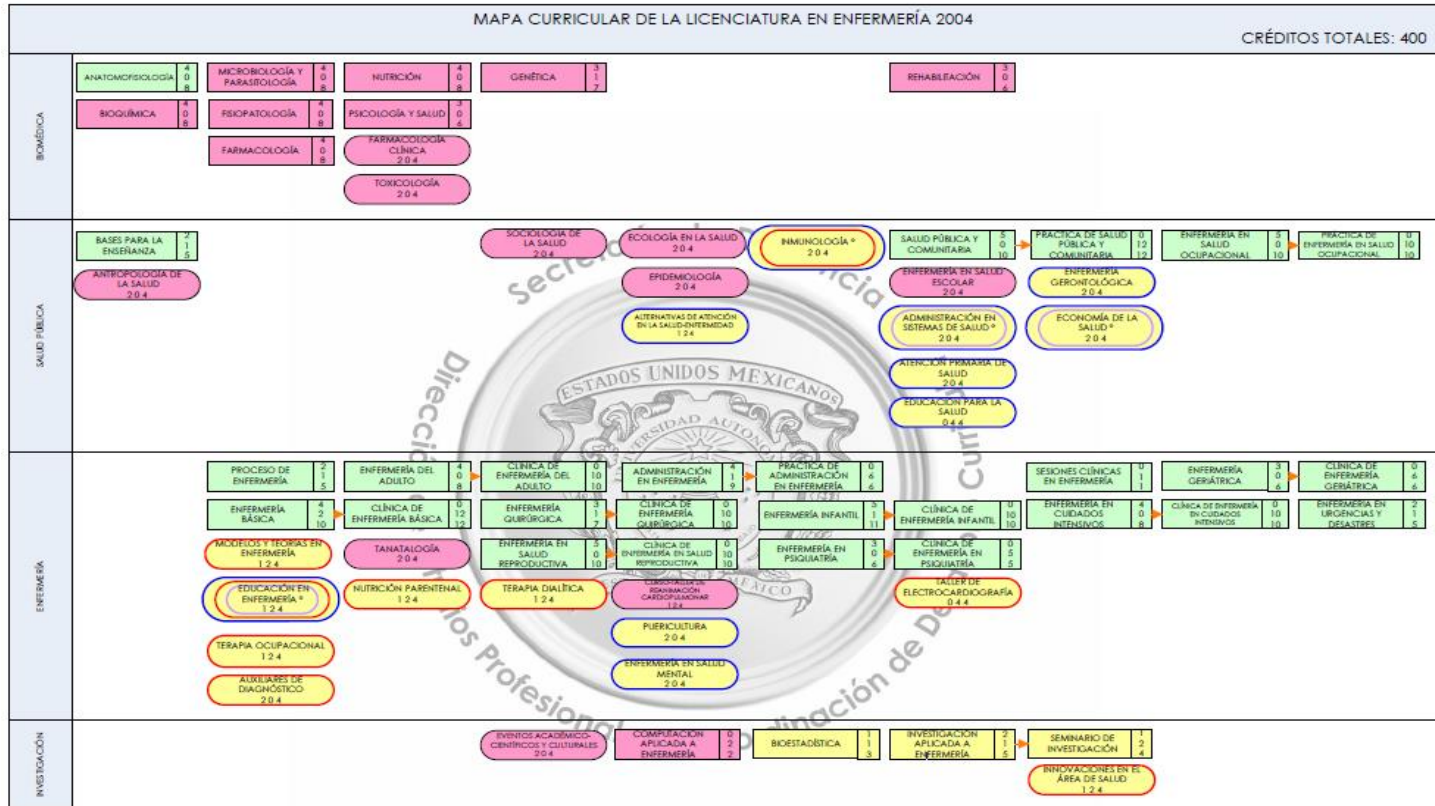 MAPA CURRICULAR DE LA LICENCIATURA EN ENFERMERÍA 2004
CRÉDITOS TOTALES: 400
BIOMÉDICA
ANATOMOFISIOLOGÍA
4
0
8
MICROBIOLOGÍA Y
PARASITOLOGÍA
4
0
8
NUTRICIÓN
4
0
8
GENÉTICA
3
1
7
REHABILITACIÓN
3
0
6
BIOQUÍMICA
4
0
8
FISIOPATOLOGÍA
4
0
8
PSICOLOGÍA Y SALUD
3
0
6
FARMACOLOGÍA
4
0
8
FARMACOLOGÍA
CLÍNICA
2 0 4
TOXICOLOGÍA
2 0 4
SALUD PÚBLICA
BASES PARA LA
ENSEÑANZA
2
1
5
SOCIOLOGÍA DE
LA SALUD
2 0 4
ECOLOGÍA EN LA SALUD
2 0 4
INMUNOLOGÍA °
2 0 4
SALUD PÚBLICA Y
COMUNITARIA
5
0
10
PRÁCTICA DE SALUD
PÚBLICA Y
COMUNITARIA
0
12
12
ENFERMERÍA EN
SALUD
OCUPACIONAL
5
0
10
PRÁCTICA DE
ENFERMERÍA EN SALUD
OCUPACIONAL
0
10
10
ANTROPOLOGÍA DE
LA SALUD
2 0 4
EPIDEMIOLOGÍA
2 0 4
ENFERMERÍA EN SALUD
ESCOLAR
2 0 4
ENFERMERÍA
GERONTOLÓGICA
2 0 4
ALTERNATIVAS DE ATENCIÓN
EN LA SALUD-ENFERMEDAD
1 2 4
ADMINISTRACIÓN EN
SISTEMAS DE SALUD °
2 0 4
ECONOMÍA DE LA
SALUD °
2 0 4
ATENCIÓN PRIMARIA DE
SALUD
2 0 4
EDUCACIÓN PARA LA
SALUD
0 4 4
ESTADOS UNIDOS MEXICANOS
ENFERMERÍA
PROCESO DE
ENFERMERÍA
2
1
5
ENFERMERÍA DEL
ADULTO
4
0
8
CLÍNICA DE
ENFERMERÍA DEL
ADULTO
0
10
10
ADMINISTRACIÓN
EN ENFERMERÍA
4
1
9
PRÁCTICA DE
ADMINISTRACIÓN
EN ENFERMERÍA
0
6
6
SESIONES CLÍNICAS
EN ENFERMERÍA
0
1
1
ENFERMERÍA
GERIÁTRICA
3
0
6
CLÍNICA DE
ENFERMERÍA
GERIÁTRICA
0
6
6
ENFERMERÍA
BÁSICA
4
2
10
CLÍNICA DE
ENFERMERÍA BÁSICA
0
12
12
ENFERMERÍA
QUIRÚRGICA
3
1
7
CLÍNICA DE
ENFERMERÍA
QUIRÚRGICA
0
10
10
ENFERMERÍA INFANTIL
1
11
CLÍNICA DE
ENFERMERÍA INFANTIL
0
10
10
ENFERMERÍA EN
CUIDADOS
INTENSIVOS
4
0
8
CLÍNICA DE ENFERMERÍA
EN CUIDADOS
INTENSIVOS
0
10
10
ENFERMERÍA EN
URGENCIAS Y
DESASTRES
2
1
5
MODELOS Y TEORÍAS EN
ENFERMERÍA
1 2 4
TANATALOGÍA
2 0 4
ENFERMERÍA EN
SALUD
REPRODUCTIVA
5
0
10
CLÍNICA DE
ENFERMERÍA EN SALUD
REPRODUCTIVA
0
10
10
ENFERMERÍA EN
PSIQUIATRÍA
3
0
6
CLÍNICA DE
ENFERMERÍA EN
PSIQUIATRÍA
0
5
5
EDUCACIÓN EN
ENFERMERÍA °
1 2 4
NUTRICIÓN PARENTENAL
1 2 4
TERAPIA DIALÍTICA
1 2 4
CURSO-TALLER DE
REANIMACIÓN
CARDIOPULMONAR
1 2 4
TALLER DE
ELECTROCARDIOGRAFÍA
0 4 4
TERAPIA OCUPACIONAL
1 2 4
PUERICULTURA
2 0 4
AUXILIARES DE
DIAGNÓSTICO
2 0 4
ENFERMERÍA EN SALUD
MENTAL
2 0 4
INVESTIGACIÓN
EVENTOS ACADÉMICO-
CIENTÍFICOS Y CULTURALES
2 0 4
COMPUTACIÓN
APLICADA A
ENFERMERÍA
0
2
2
BIOESTADÍSTICA
1
1
3
INVESTIGACIÓN
APLICADA A
ENFERMERÍA
2
1
5
SEMINARIO DE
INVESTIGACIÓN
1
2
4
INNOVACIONES EN EL
ÁREA DE SALUD
1 2 4